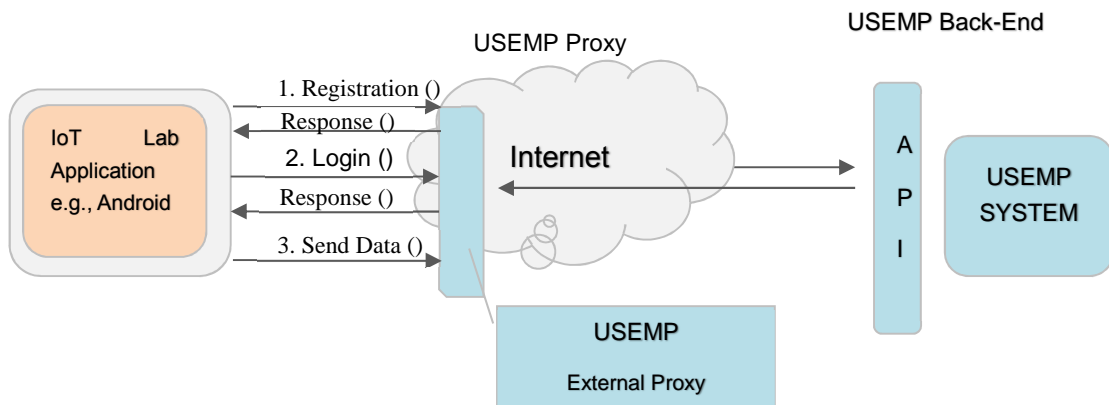 USEMP Back-End
USEMP Proxy
1. Registration ()
Response ()
2. Login ()
Response ()
3. Send Data ()
IoT Lab
Application
e.g., Android
Internet
A
P
I
USEMP
SYSTEM
USEMP
External Proxy